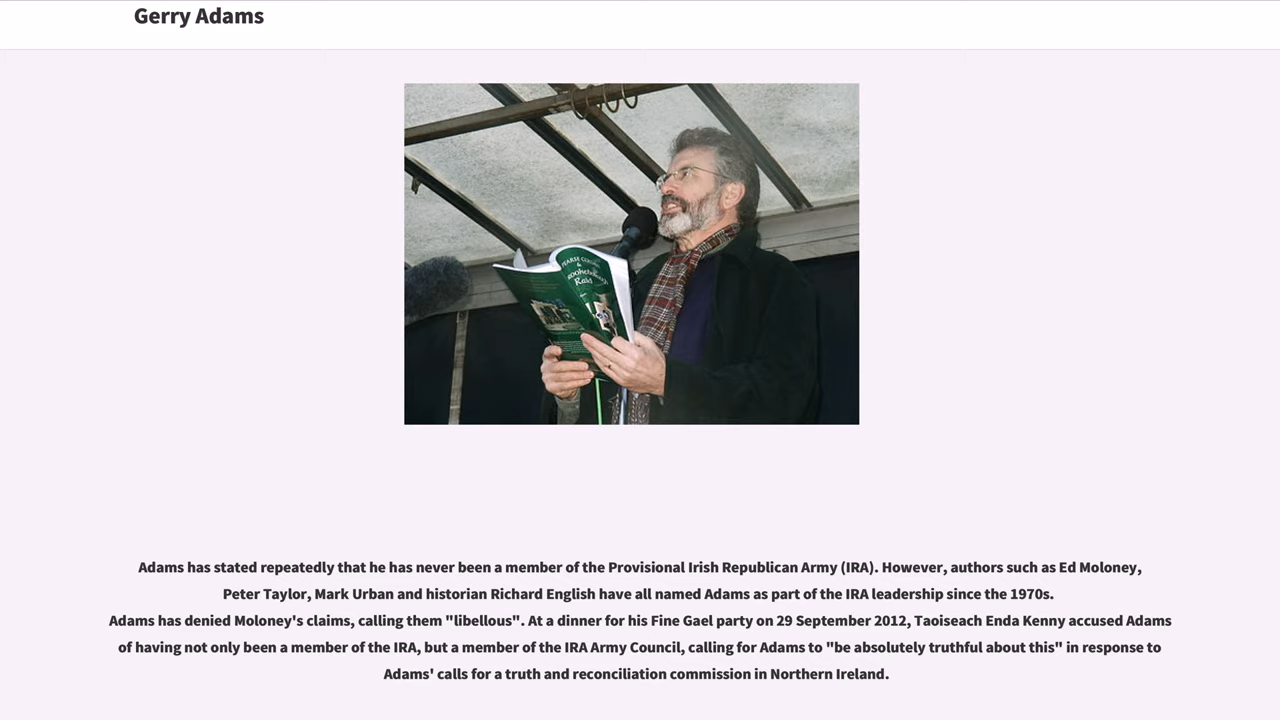 Gerry Adams
PEARSE
&
Raid
Adams has stated repeatedly that he has never been a member of the Provisional Irish Republican Army (IRA). However, authors such as Ed Moloney,
Peter Taylor, Mark Urban and historian Richard English have all named Adams as part of the IRA leadership since the 1970s.
Adams has denied Moloney's claims, calling them "libellous". At a dinner for his Fine Gael party on 29 September 2012, Taoiseach Enda Kenny accused Adams
of having not only been a member of the IRA, but a member of the IRA Army Council, calling for Adams to "be absolutely truthful about this" in response to
Adams' calls for a truth and reconciliation commission in Northern Ireland.